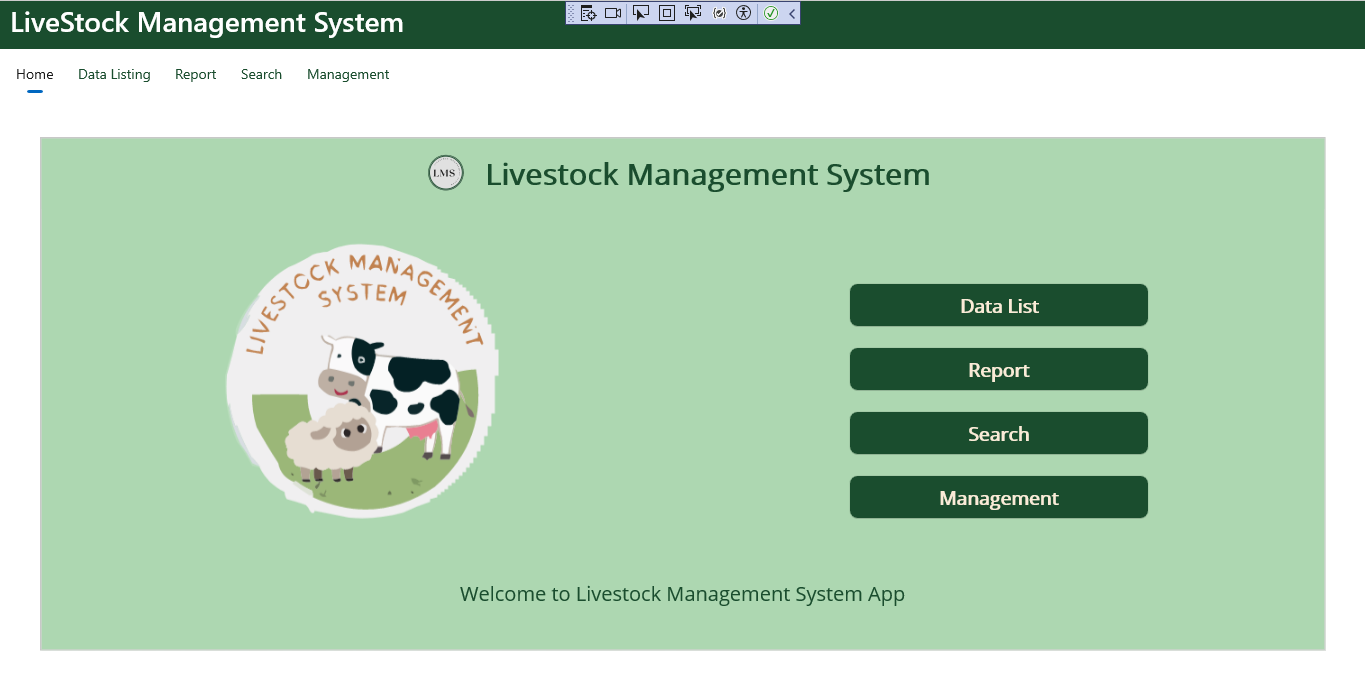 LiveStock Management System
Home Data Listing Report Search Management
LMS Livestock Management System
LIVESTOCK MANAGEMENT
SYSTEM
Data List
Report
Search
Management
Welcome to Livestock Management System App